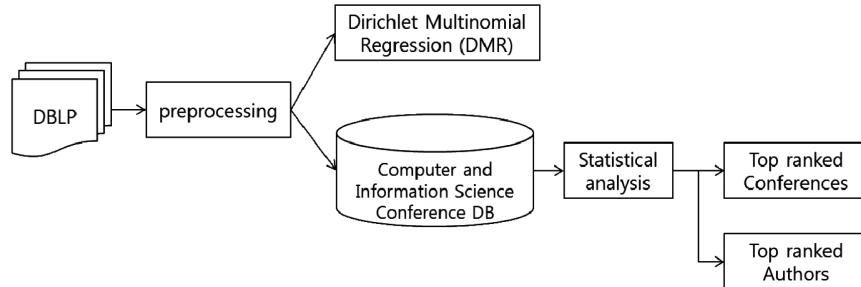 DBLP
preprocessing
Dirichlet Multinomial
Regression (DMR)
Computer and
Information Science
Conference DB
Statistical
analysis
Top ranked
Conferences
Top ranked
Authors